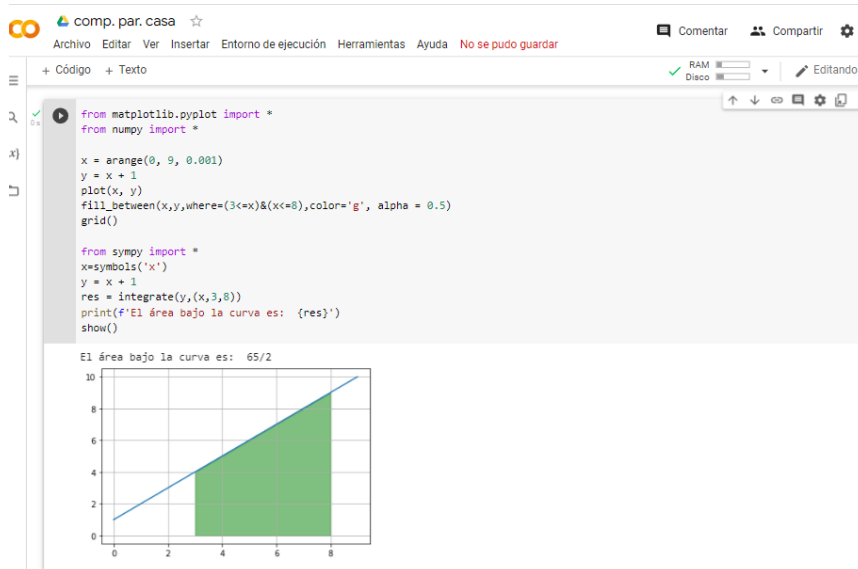 comp. par. casa
Comentar Compartir
Archivo Editar Ver Insertar Entorno de ejecución Herramientas Ayuda No se pudo guardar
+ Código + Texto
RAM
Disco
Editando
from matplotlib.pyplot import *
from numpy import *
x = arange(0, 9, 0.001)
y = x + 1
plot(x, y)
fill_between(x,y,where=(3<=x)&(x<=8),color='g', alpha = 0.5)
grid()
from sympy import *
x=symbols('x')
y = x + 1
res = integrate(y,(x,3,8))
print(f'El área bajo la curva es:  {res}')
show()
El área bajo la curva es:  65/2
10
8
6
4
2
0
0 2 4 6 8